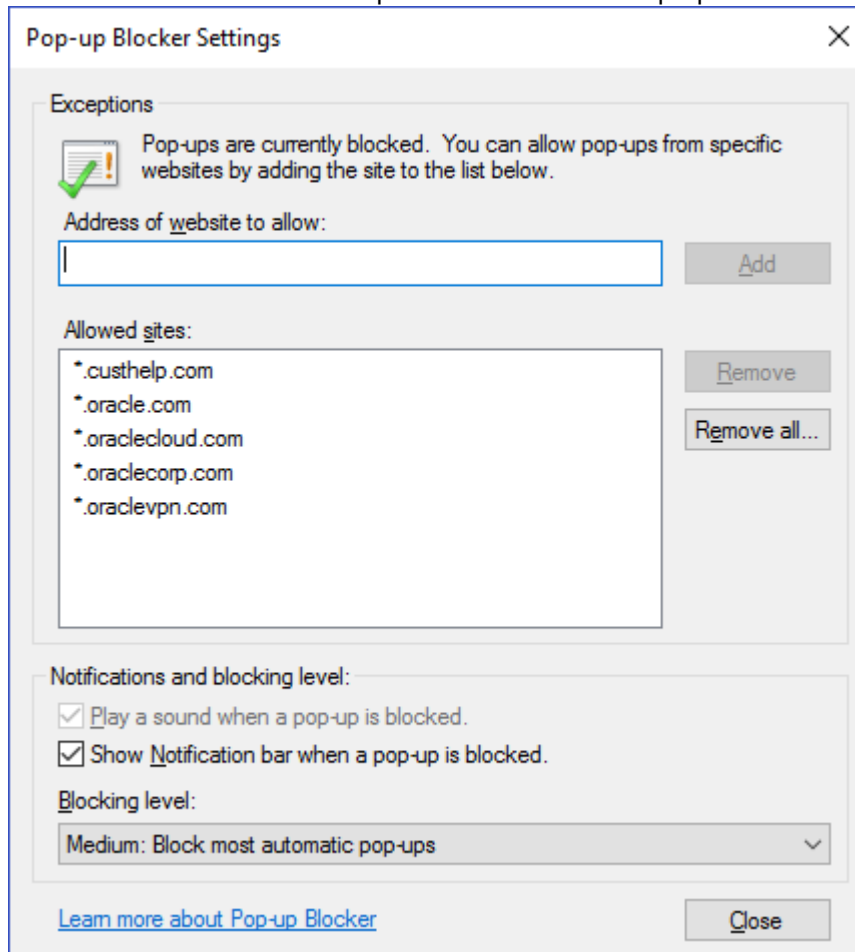 Pop-up Blocker Settings
Exceptions
Pop-ups are currently blocked. You can allow pop-ups from specific
websites by adding the site to the list below.
Address of website to allow:
Add
Allowed sites:
*.custhelp.com
*.oracle.com
*.oraclecloud.com
*.oraclecorp.com
*.oraclevpn.com
Remove
Remove all...
Notifications and blocking level:
Play a sound when a pop-up is blocked.
Show Notification bar when a pop-up is blocked.
Blocking level:
Medium: Block most automatic pop-ups
Learn more about Pop-up Blocker
Close